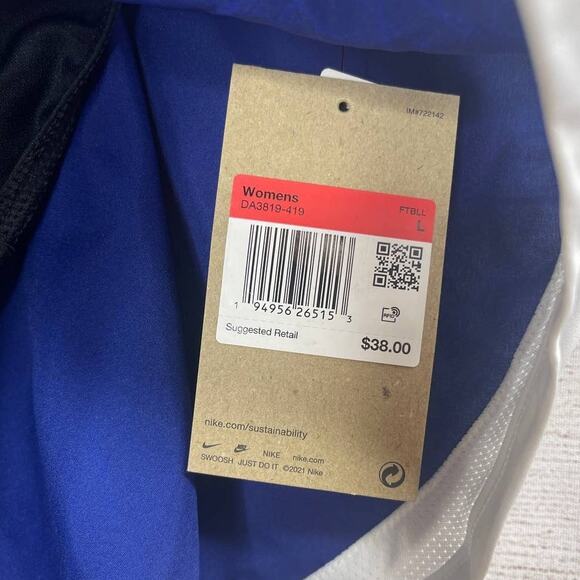 IM#722142
Womens
DA3819-419
FTBLL
L
1 94956 26515 3
RFID
Suggested Retail
$38.00
nike.com/sustainability
NIKE nike.com
SWOOSH JUST DO IT ©2021 Nike